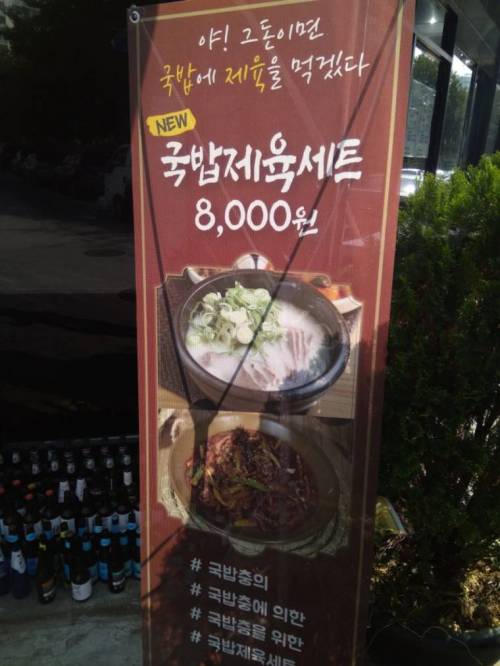 야! 그돈이면
국밥에 제육을 먹겠다
NEW
국밥제육세트
8,000원
# 국밥충의
# 국밥충에 의한
# 국밥충을 위한
# 국밥제육세트